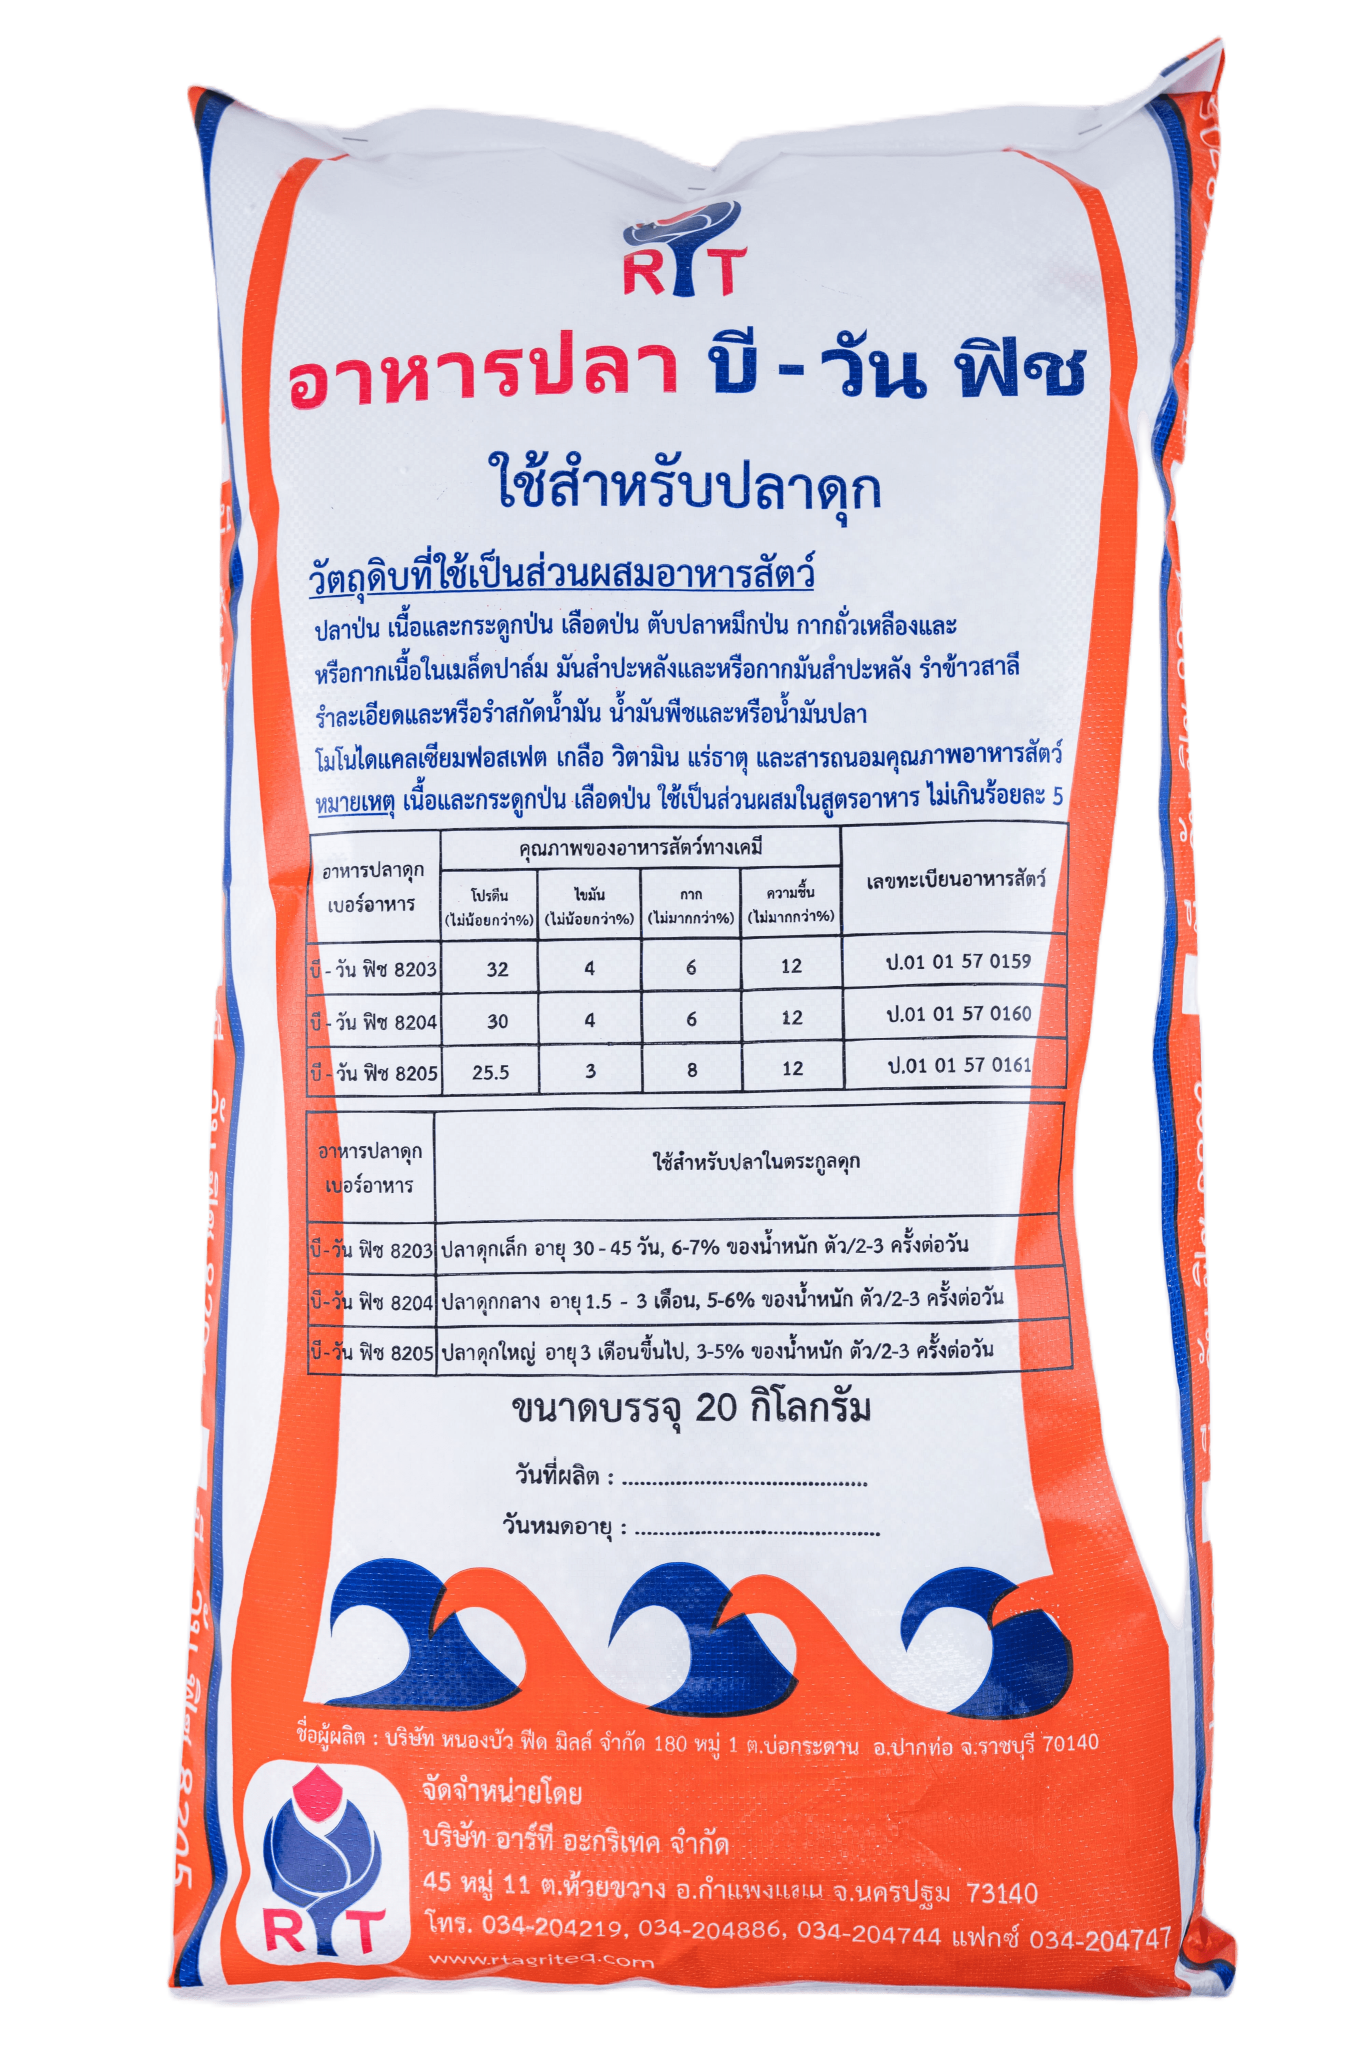 RT
อาหารปลา บี - วัน ฟิช
ใช้สำหรับปลาดุก
วัตถุดิบที่ใช้เป็นส่วนผสมอาหารสัตว์
ปลาป่น เนื้อและกระดูกป่น เลือดป่น ตับปลาหมึกป่น กากถั่วเหลืองและ
หรือกากเนื้อในเมล็ดปาล์ม มันสำปะหลังและหรือกากมันสำปะหลัง รำข้าวสาลี
รำละเอียดและหรือรำสกัดน้ำมัน น้ำมันพืชและหรือน้ำมันปลา
โมโนไดแคลเซียมฟอสเฟต เกลือ วิตามิน แร่ธาตุ และสารถนอมคุณภาพอาหารสัตว์
หมายเหตุ เนื้อและกระดูกป่น เลือดป่น ใช้เป็นส่วนผสมในสูตรอาหาร ไม่เกินร้อยละ 5
อาหารปลาดุก เบอร์อาหาร คุณภาพของอาหารสัตว์ทางเคมี เลขทะเบียนอาหารสัตว์
โปรตีน ไขมัน กาก ความชื้น
(ไม่น้อยกว่า%) (ไม่น้อยกว่า%) (ไม่มากกว่า%) (ไม่มากกว่า%)
บี - วัน ฟิช 8203 32 4 6 12 ป.01 01 57 0159
บี - วัน ฟิช 8204 30 4 6 12 ป.01 01 57 0160
บี - วัน ฟิช 8205 25.5 3 8 12 ป.01 01 57 0161
อาหารปลาดุก เบอร์อาหาร ใช้สำหรับปลาในตระกูลดุก
บี-วัน ฟิช 8203 ปลาดุกเล็ก อายุ 30 - 45 วัน, 6-7% ของน้ำหนัก ตัว/2-3 ครั้งต่อวัน
บี-วัน ฟิช 8204 ปลาดุกกลาง อายุ 1.5 - 3 เดือน, 5-6% ของน้ำหนัก ตัว/2-3 ครั้งต่อวัน
บี-วัน ฟิช 8205 ปลาดุกใหญ่ อายุ 3 เดือนขึ้นไป, 3-5% ของน้ำหนัก ตัว/2-3 ครั้งต่อวัน
ขนาดบรรจุ 20 กิโลกรัม
วันที่ผลิต : ........................................
วันหมดอายุ : ........................................
ชื่อผู้ผลิต : บริษัท หนองบัว ฟีด มิลล์ จำกัด 180 หมู่ 1 ต.บ่อกระดาน อ.ปากท่อ จ.ราชบุรี 70140
จัดจำหน่ายโดย
บริษัท อาร์ที อะกริเทค จำกัด
45 หมู่ 11 ต.ห้วยขวาง อ.กำแพงแสน จ.นครปฐม 73140
โทร. 034-204219, 034-204886, 034-204744 แฟกซ์ 034-204747
RT
8205